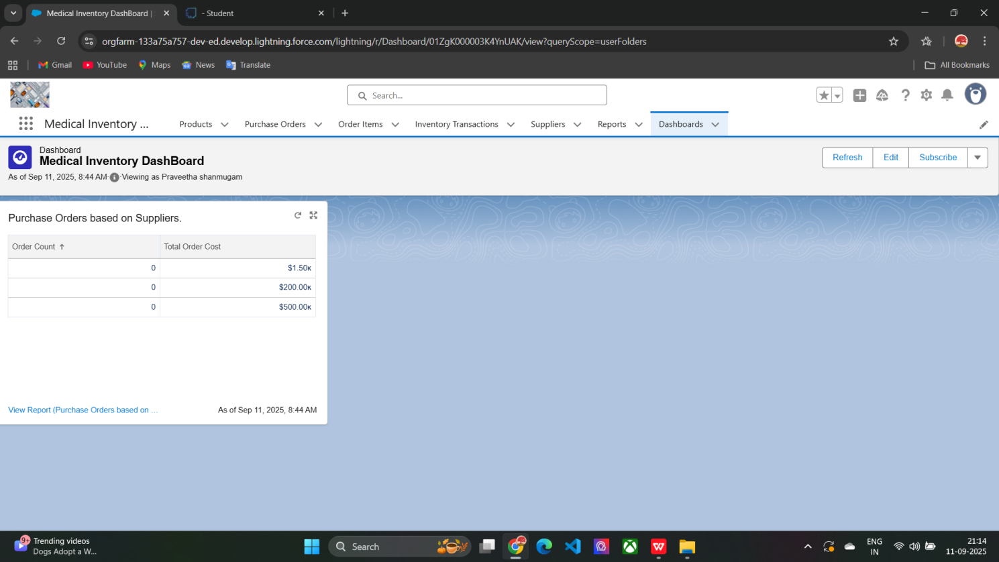 Medical Inventory DashBoard |
- Student
orgfarm-133a75a757-dev-ed.develop.lightning.force.com/lightning/r/Dashboard/01ZgK000003K4YnUAK/view?queryScope=userFolders
Gmail
YouTube
Maps
News
Translate
All Bookmarks
Search...
Medical Inventory ...
Products
Purchase Orders
Order Items
Inventory Transactions
Suppliers
Reports
Dashboards
Dashboard
Medical Inventory DashBoard
As of Sep 11, 2025, 8:44 AM·Viewing as Praveetha shanmugam
Refresh
Edit
Subscribe
Purchase Orders based on Suppliers.
Order Count ↑ Total Order Cost
0 $1.50K
0 $200.00K
0 $500.00K
View Report (Purchase Orders based on ...
As of Sep 11, 2025, 8:44 AM
9+
Trending videos
Dogs Adopt a W...
Search
ENG
IN
21:14
11-09-2025